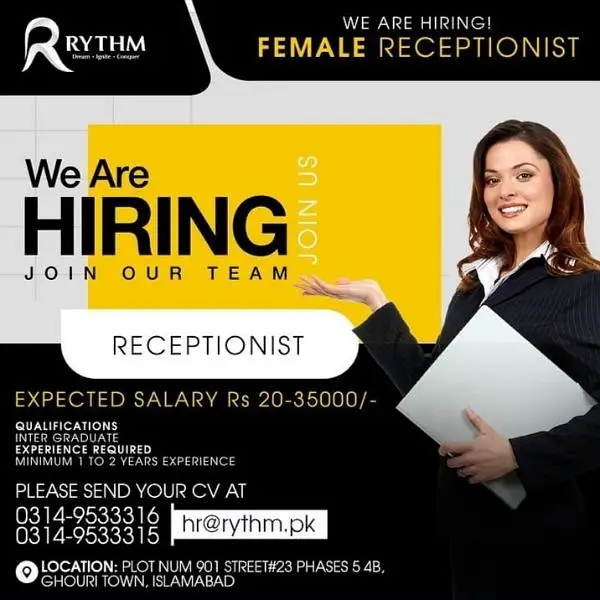 RYTHM
Dream - Ignite - Conquer
WE ARE HIRING!
FEMALE RECEPTIONIST
We Are
HIRING
JOIN OUR TEAM
JOIN US
RECEPTIONIST
EXPECTED SALARY Rs 20-35000/-
QUALIFICATIONS
INTER GRADUATE
EXPERIENCE REQUIRED
MINIMUM 1 TO 2 YEARS EXPERIENCE
PLEASE SEND YOUR CV AT
0314-9533316
0314-9533315
hr@rythm.pk
LOCATION: PLOT NUM 901 STREET#23 PHASES 5 4B,
GHOURI TOWN, ISLAMABAD